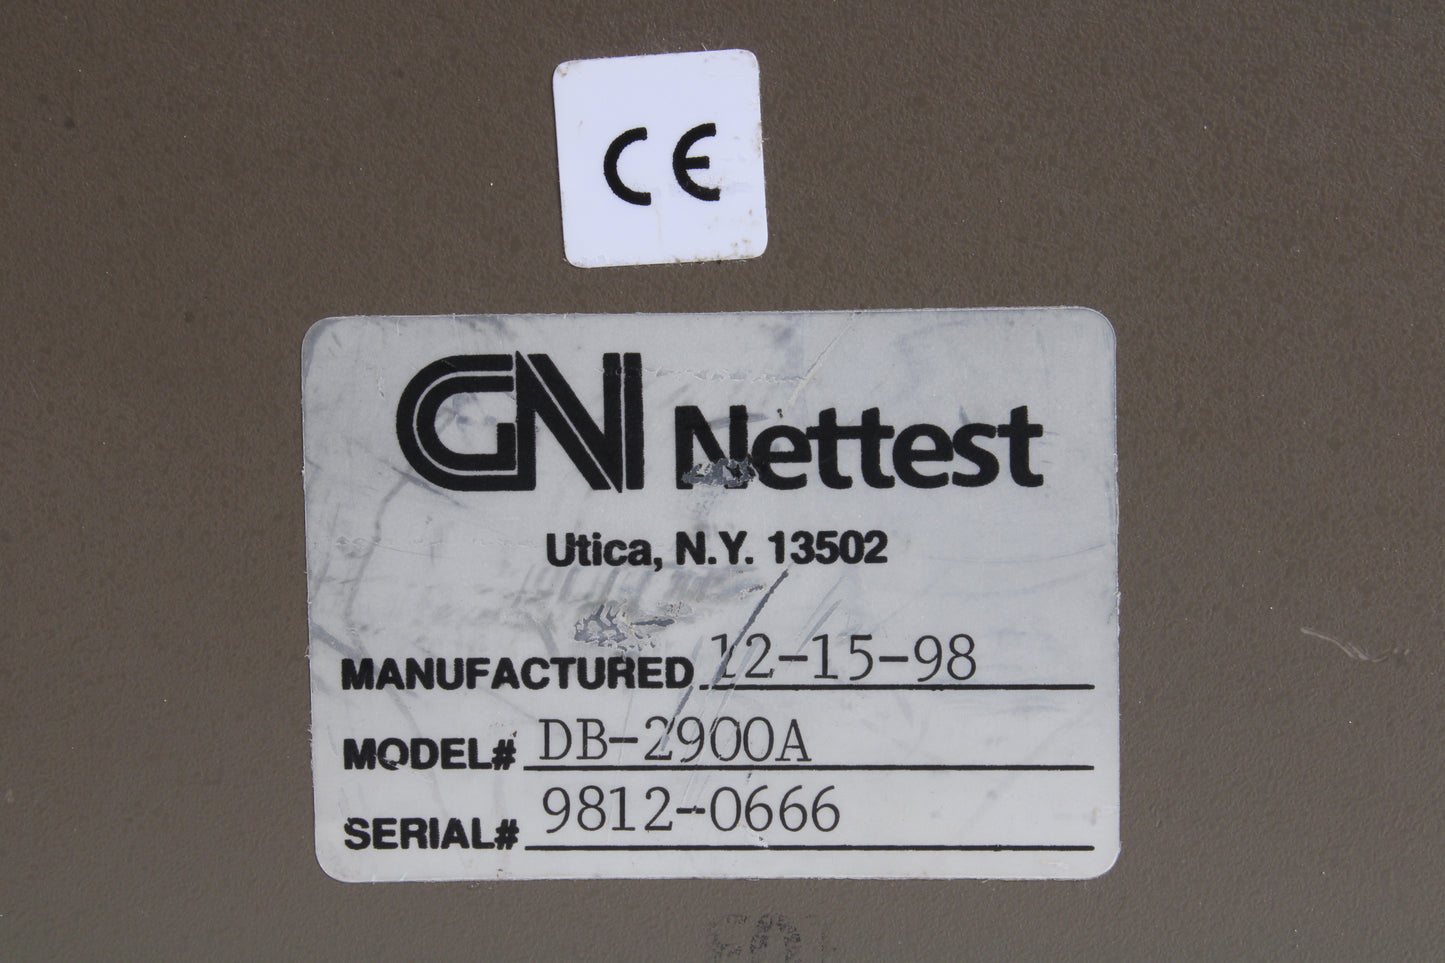 CE
GN Nettest
Utica, N.Y. 13502
MANUFACTURED 12-15-98
MODEL# DB-2900A
SERIAL# 9812-0666